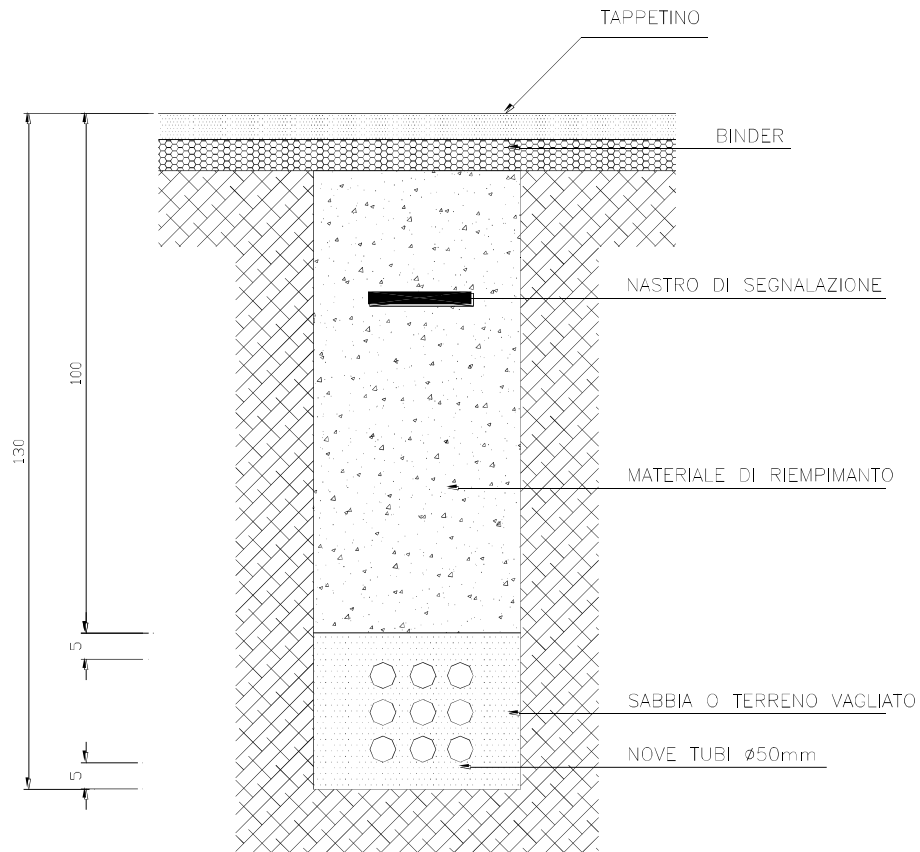 TAPPETINO
BINDER
NASTRO DI SEGNALAZIONE
100
130
MATERIALE DI RIEMPIMANTO
5
SABBIA O TERRENO VAGLIATO
NOVE TUBI Ø50mm
5